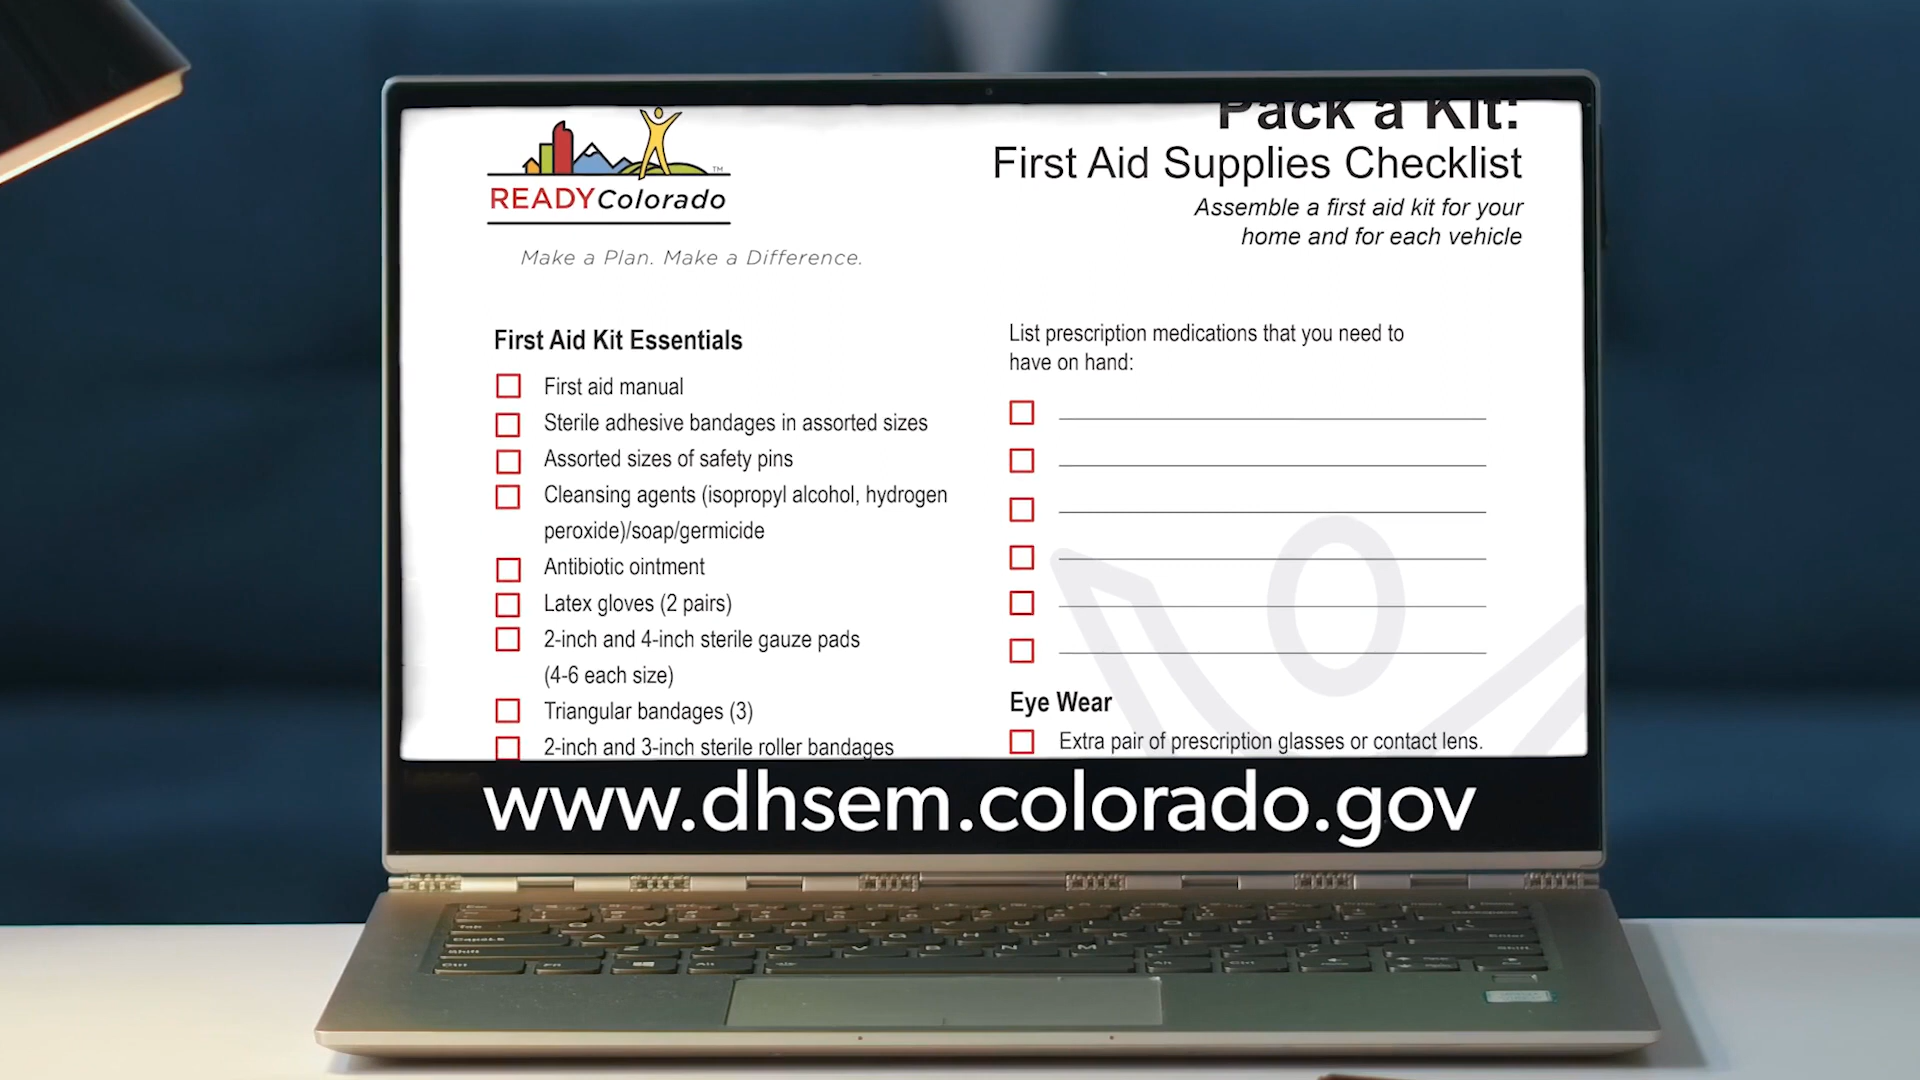 Pack a Kit:
First Aid Supplies Checklist
Assemble a first aid kit for your
home and for each vehicle
READYColorado
TM
Make a Plan. Make a Difference.
First Aid Kit Essentials
First aid manual
Sterile adhesive bandages in assorted sizes
Assorted sizes of safety pins
Cleansing agents (isopropyl alcohol, hydrogen
peroxide)/soap/germicide
Antibiotic ointment
Latex gloves (2 pairs)
2-inch and 4-inch sterile gauze pads
(4-6 each size)
Triangular bandages (3)
2-inch and 3-inch sterile roller bandages
List prescription medications that you need to
have on hand:
Eye Wear
Extra pair of prescription glasses or contact lens.
www.dhsem.colorado.gov